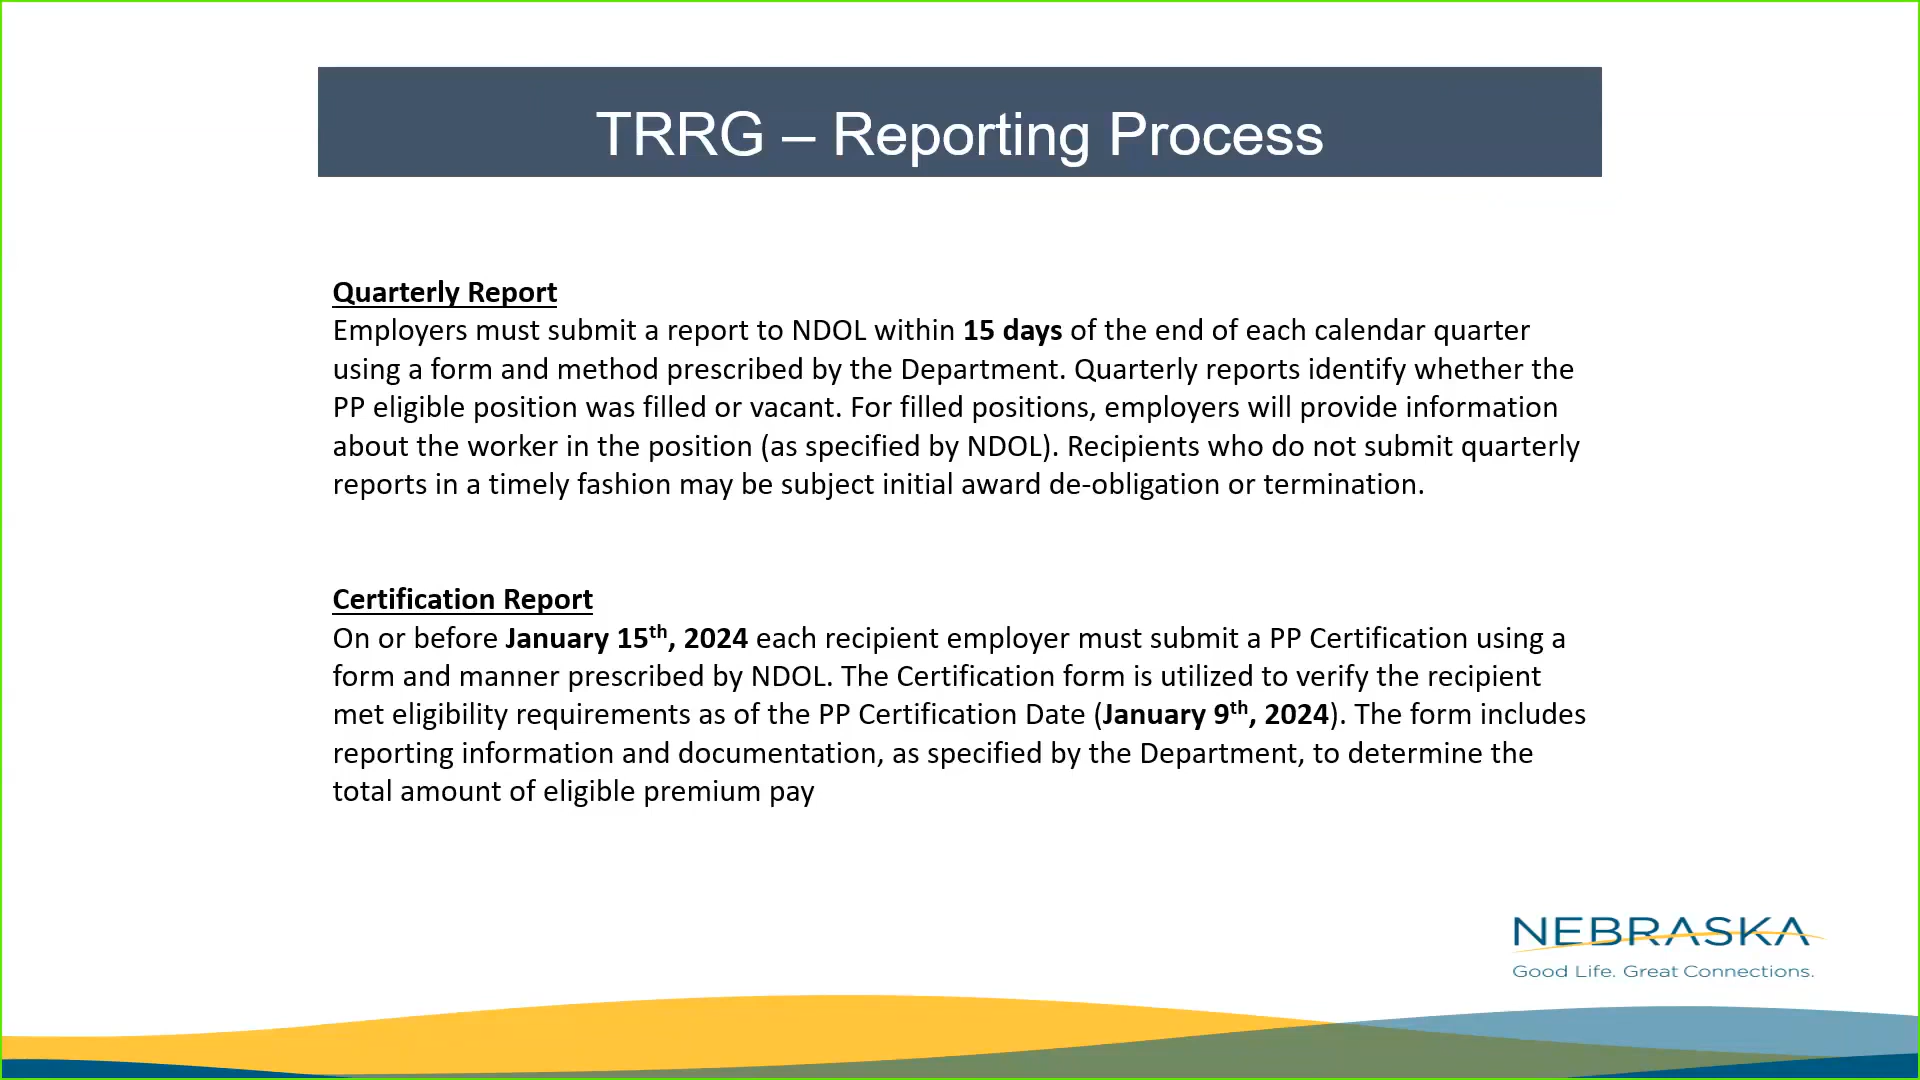 TRRG – Reporting Process
Quarterly Report
Employers must submit a report to NDOL within 15 days of the end of each calendar quarter
using a form and method prescribed by the Department. Quarterly reports identify whether the
PP eligible position was filled or vacant. For filled positions, employers will provide information
about the worker in the position (as specified by NDOL). Recipients who do not submit quarterly
reports in a timely fashion may be subject initial award de-obligation or termination.
Certification Report
On or before January 15th, 2024 each recipient employer must submit a PP Certification using a
form and manner prescribed by NDOL. The Certification form is utilized to verify the recipient
met eligibility requirements as of the PP Certification Date (January 9th, 2024). The form includes
reporting information and documentation, as specified by the Department, to determine the
total amount of eligible premium pay
NEBRASKA
Good Life. Great Connections.